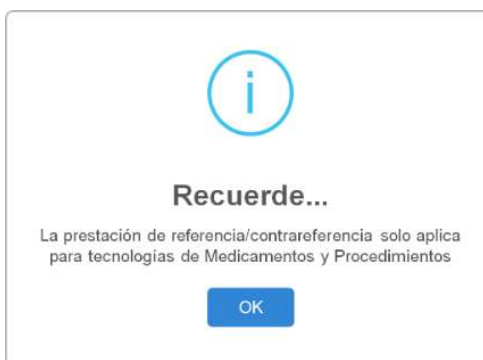 i
Recuerde...
La prestación de referencia/contrareferencia solo aplica
para tecnologías de Medicamentos y Procedimientos
OK